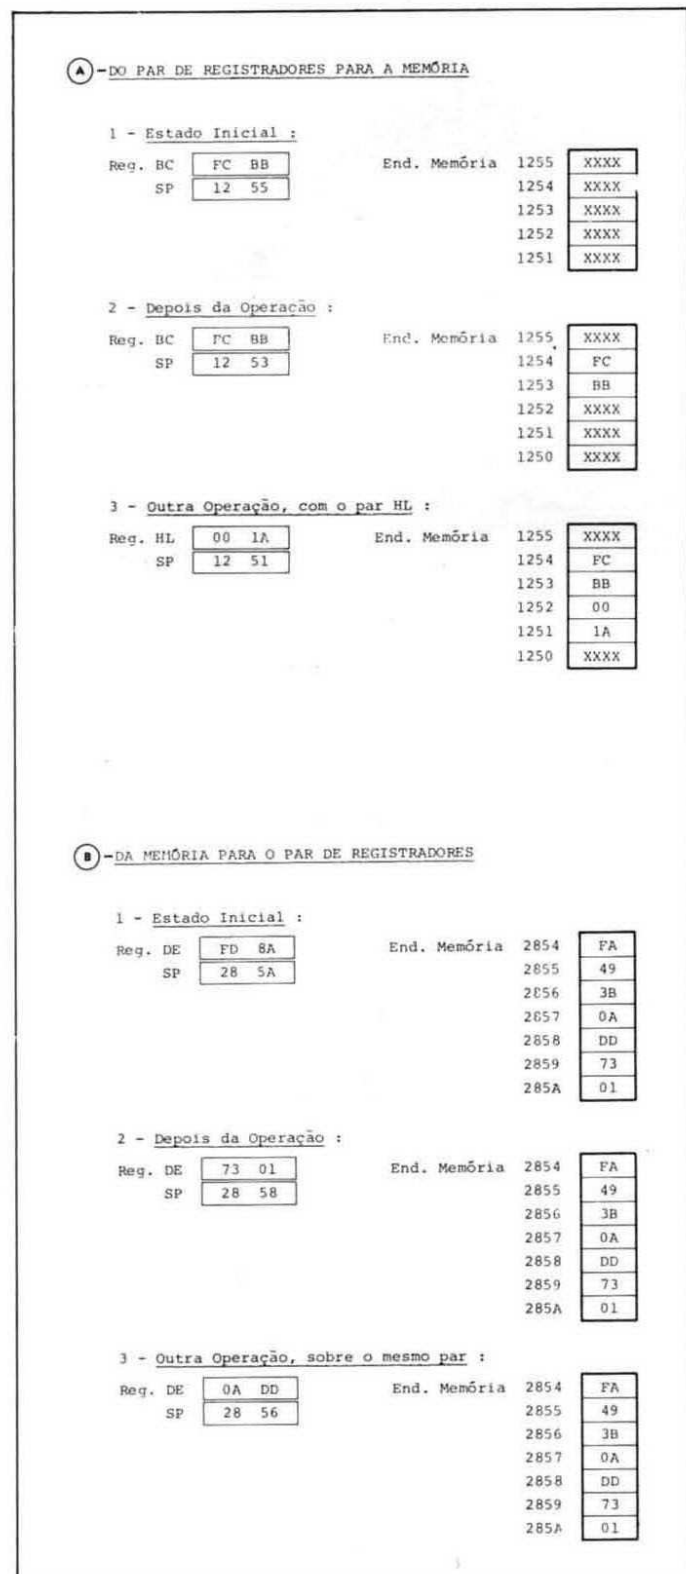 A - DO PAR DE REGISTRADORES PARA A MEMÓRIA
1 - Estado Inicial :
Reg. BC FC BB End. Memória 1255 XXXX
SP 12 55 1254 XXXX
1253 XXXX
1252 XXXX
1251 XXXX
2 - Depois da Operação :
Reg. BC FC BB End. Memória 1255 XXXX
SP 12 53 1254 FC
1253 BB
1252 XXXX
1251 XXXX
1250 XXXX
3 - Outra Operação, com o par HL :
Reg. HL 00 1A End. Memória 1255 XXXX
SP 12 51 1254 FC
1253 BB
1252 00
1251 1A
1250 XXXX
B - DA MEMÓRIA PARA O PAR DE REGISTRADORES
1 - Estado Inicial :
Reg. DE FD 8A End. Memória 2854 FA
SP 28 5A 2855 49
2856 3B
2857 0A
2858 DD
2859 73
285A 01
2 - Depois da Operação :
Reg. DE 73 01 End. Memória 2854 FA
SP 28 58 2855 49
2856 3B
2857 0A
2858 DD
2859 73
285A 01
3 - Outra Operação, sobre o mesmo par :
Reg. DE 0A DD End. Memória 2854 FA
SP 28 56 2855 49
2856 3B
2857 0A
2858 DD
2859 73
285A 01